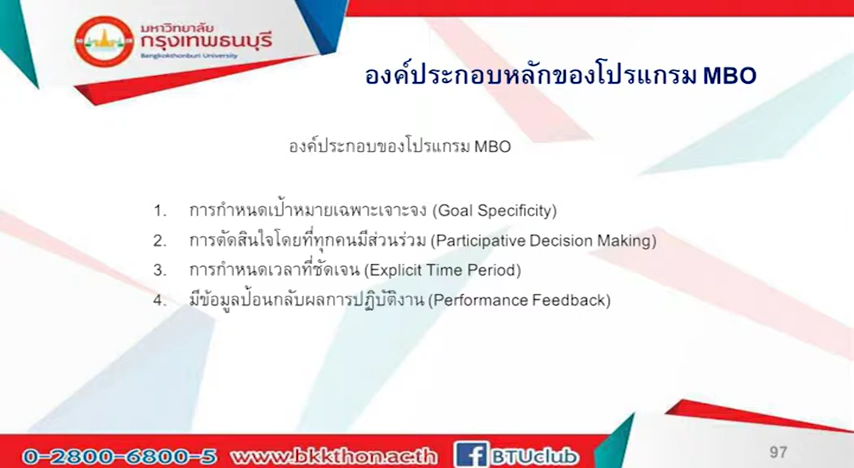 มหาวิทยาลัย
กรุงเทพธนบุรี
Bangkokthonburi University
องค์ประกอบหลักของโปรแกรม MBO
องค์ประกอบของโปรแกรม MBO
1. การกำหนดเป้าหมายเฉพาะเจาะจง (Goal Specificity)
2. การตัดสินใจโดยที่ทุกคนมีส่วนร่วม (Participative Decision Making)
3. การกำหนดเวลาที่ชัดเจน (Explicit Time Period)
4. มีข้อมูลป้อนกลับผลการปฏิบัติงาน (Performance Feedback)
0-2800-6800-5 www.bkkthon.ac.th f BTUclub
97